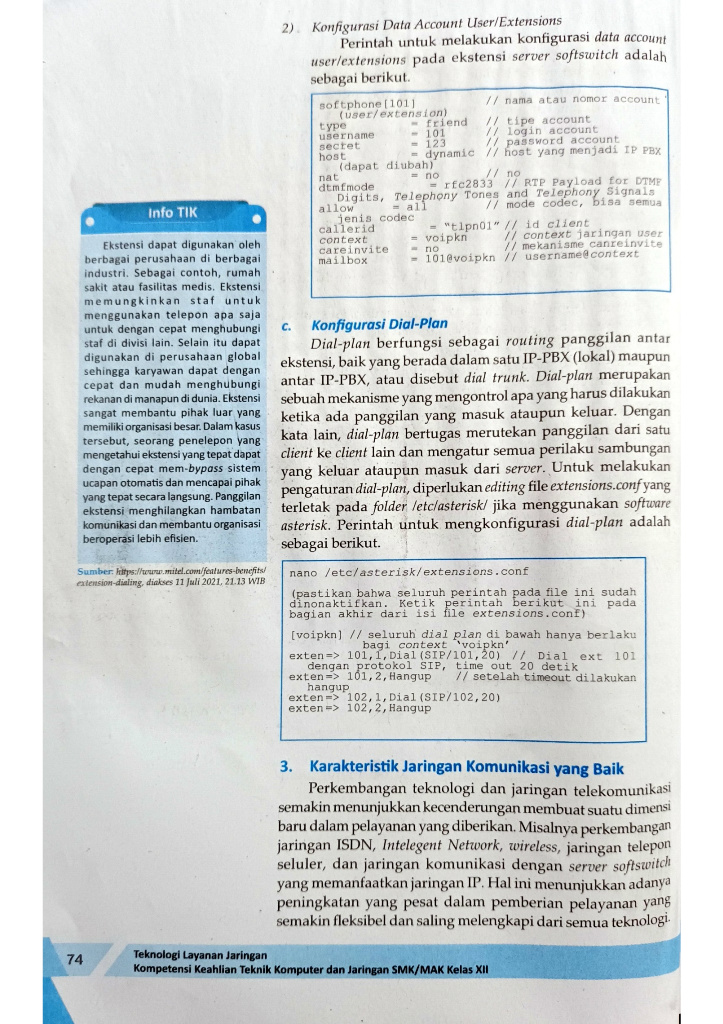 2) Konfigurasi Data Account User/Extensions
Perintah untuk melakukan konfigurasi data account
user/extensions pada ekstensi server softswitch adalah
sebagai berikut.
softphone[101] // nama atau nomor account
(user/extension)
type = friend // tipe account
username = 101 // login account
secret = 123 // password account
host = dynamic // host yang menjadi IP PBX
(dapat diubah)
nat = no // no
dtmfmode = rfc2833 // RTP Payload for DTMF
Digits, Telephony Tones and Telephony Signals
allow = all // mode codec, bisa semua
jenis codec
callerid = "tlpn01" // id client
context = voipkn // context jaringan user
careinvite = no // mekanisme canreinvite
mailbox = 101@voipkn // username@context
Info TIK
Ekstensi dapat digunakan oleh
berbagai perusahaan di berbagai
industri. Sebagai contoh, rumah
sakit atau fasilitas medis. Ekstensi
memungkinkan staf untuk
menggunakan telepon apa saja
untuk dengan cepat menghubungi
staf di divisi lain. Selain itu dapat
digunakan di perusahaan global
sehingga karyawan dapat dengan
cepat dan mudah menghubungi
rekanan di manapun di dunia. Ekstensi
sangat membantu pihak luar yang
memiliki organisasi besar. Dalam kasus
tersebut, seorang penelepon yang
mengetahui ekstensi yang tepat dapat
dengan cepat mem-bypass sistem
ucapan otomatis dan mencapai pihak
yang tepat secara langsung. Panggilan
ekstensi menghilangkan hambatan
komunikasi dan membantu organisasi
beroperasi lebih efisien.
Sumber: https://www.mitel.com/features-benefits/
extension-dialing, diakses 11 Juli 2021, 21.13 WIB
c. Konfigurasi Dial-Plan
Dial-plan berfungsi sebagai routing panggilan antar
ekstensi, baik yang berada dalam satu IP-PBX (lokal) maupun
antar IP-PBX, atau disebut dial trunk. Dial-plan merupakan
sebuah mekanisme yang mengontrol apa yang harus dilakukan
ketika ada panggilan yang masuk ataupun keluar. Dengan
kata lain, dial-plan bertugas merutekan panggilan dari satu
client ke client lain dan mengatur semua perilaku sambungan
yang keluar ataupun masuk dari server. Untuk melakukan
pengaturan dial-plan, diperlukan editing file extensions.conf yang
terletak pada folder /etc/asterisk/ jika menggunakan software
asterisk. Perintah untuk mengkonfigurasi dial-plan adalah
sebagai berikut.
nano /etc/asterisk/extensions.conf
(pastikan bahwa seluruh perintah pada file ini sudah
dinonaktifkan. Ketik perintah berikut ini pada
bagian akhir dari isi file extensions.conf)
[voipkn] // seluruh dial plan di bawah hanya berlaku
bagi context 'voipkn'
exten=> 101,1,Dial(SIP/101,20) // Dial ext 101
dengan protokol SIP, time out 20 detik
exten=> 101,2,Hangup // setelah timeout dilakukan
hangup
exten=> 102,1,Dial(SIP/102,20)
exten=> 102,2,Hangup
3. Karakteristik Jaringan Komunikasi yang Baik
Perkembangan teknologi dan jaringan telekomunikasi
semakin menunjukkan kecenderungan membuat suatu dimensi
baru dalam pelayanan yang diberikan. Misalnya perkembangan
jaringan ISDN, Intelegent Network, wireless, jaringan telepon
seluler, dan jaringan komunikasi dengan server softswitch
yang memanfaatkan jaringan IP. Hal ini menunjukkan adanya
peningkatan yang pesat dalam pemberian pelayanan yang
semakin fleksibel dan saling melengkapi dari semua teknologi.
74 Teknologi Layanan Jaringan
Kompetensi Keahlian Teknik Komputer dan Jaringan SMK/MAK Kelas XII